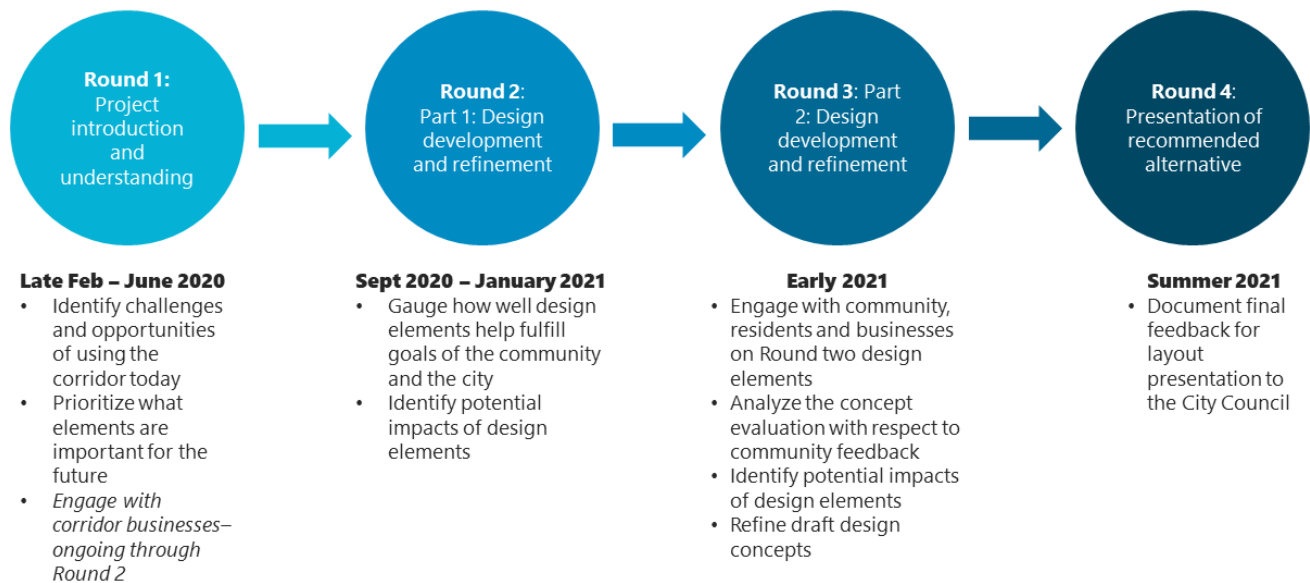 Round 1:
Project
introduction
and
understanding
Round 2:
Part 1: Design
development
and refinement
Round 3: Part
2: Design
development
and refinement
Round 4:
Presentation of
recommended
alternative
Late Feb – June 2020
• Identify challenges
and opportunities
of using the
corridor today
• Prioritize what
elements are
important for the
future
• Engage with
corridor businesses–
ongoing through
Round 2
Sept 2020 – January 2021
• Gauge how well design
elements help fulfill
goals of the community
and the city
• Identify potential
impacts of design
elements
Early 2021
• Engage with community,
residents and businesses
on Round two design
elements
• Analyze the concept
evaluation with respect to
community feedback
• Identify potential impacts
of design elements
• Refine draft design
concepts
Summer 2021
• Document final
feedback for
layout
presentation to
the City Council